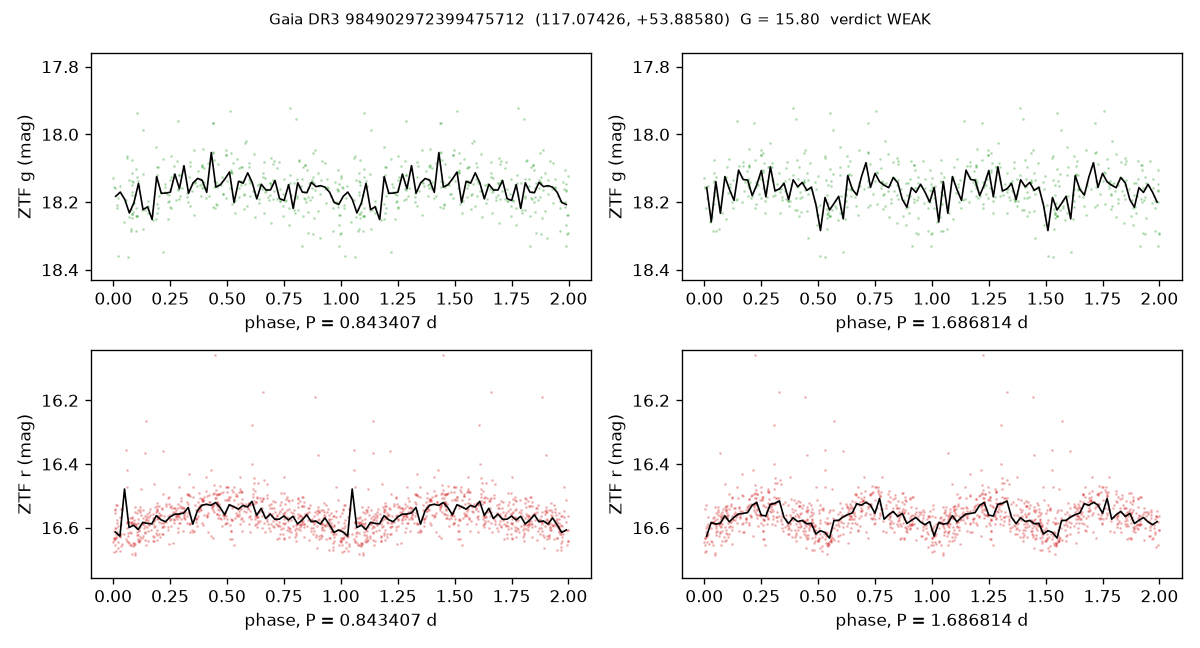 Gaia DR3 984902972399475712  (117.07426, +53.88580)  G = 15.80  verdict WEAK
ZTF g (mag)
17.8
18.0
18.2
18.4
0.00 0.25 0.50 0.75 1.00 1.25 1.50 1.75 2.00
phase, P = 0.843407 d
ZTF g (mag)
17.8
18.0
18.2
18.4
0.00 0.25 0.50 0.75 1.00 1.25 1.50 1.75 2.00
phase, P = 1.686814 d
ZTF r (mag)
16.2
16.4
16.6
0.00 0.25 0.50 0.75 1.00 1.25 1.50 1.75 2.00
phase, P = 0.843407 d
ZTF r (mag)
16.2
16.4
16.6
0.00 0.25 0.50 0.75 1.00 1.25 1.50 1.75 2.00
phase, P = 1.686814 d